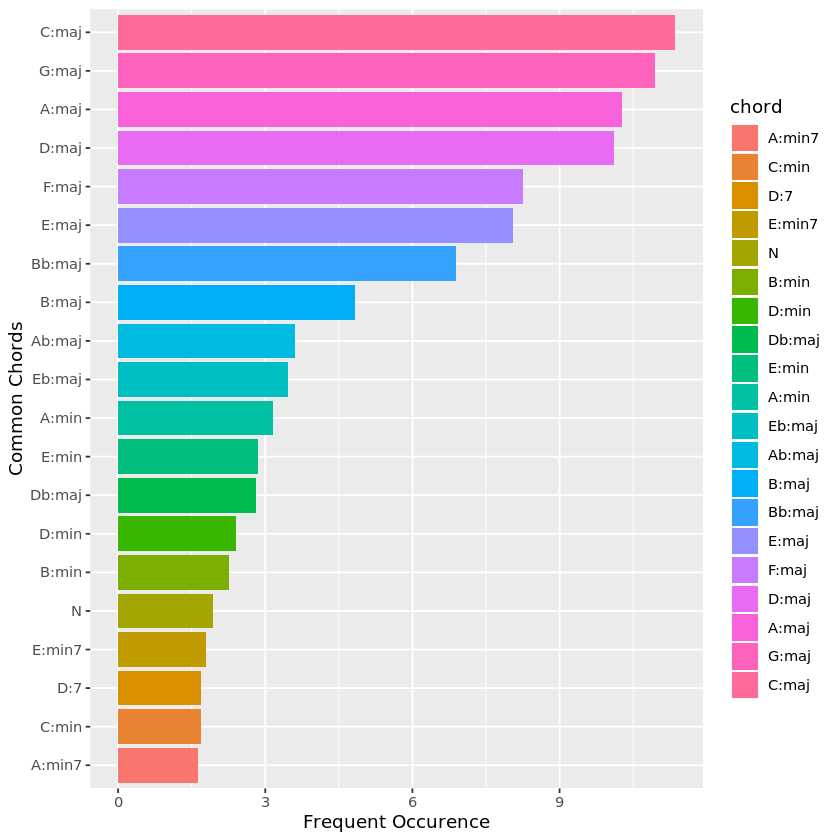 C:maj
G:maj
A:maj
D:maj
F:maj
E:maj
Bb:maj
B:maj
Ab:maj
Eb:maj
A:min
E:min
Db:maj
D:min
B:min
N
E:min7
D:7
C:min
A:min7
Common Chords
0 3 6 9
Frequent Occurence
chord
A:min7
C:min
D:7
E:min7
N
B:min
D:min
Db:maj
E:min
A:min
Eb:maj
Ab:maj
B:maj
Bb:maj
E:maj
F:maj
D:maj
A:maj
G:maj
C:maj